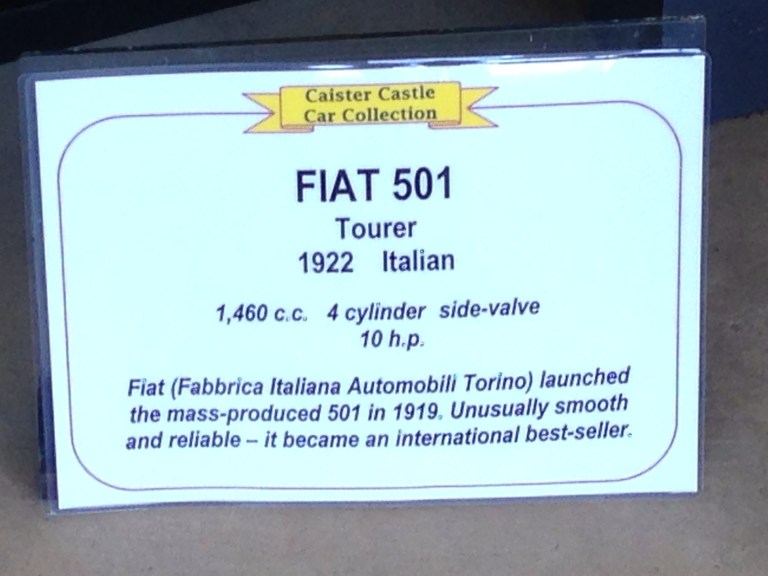 Caister Castle
Car Collection
FIAT 501
Tourer
1922 Italian
1,460 c.c. 4 cylinder side-valve
10 h.p.
Fiat (Fabbrica Italiana Automobili Torino) launched
the mass-produced 501 in 1919. Unusually smooth
and reliable – it became an international best-seller.